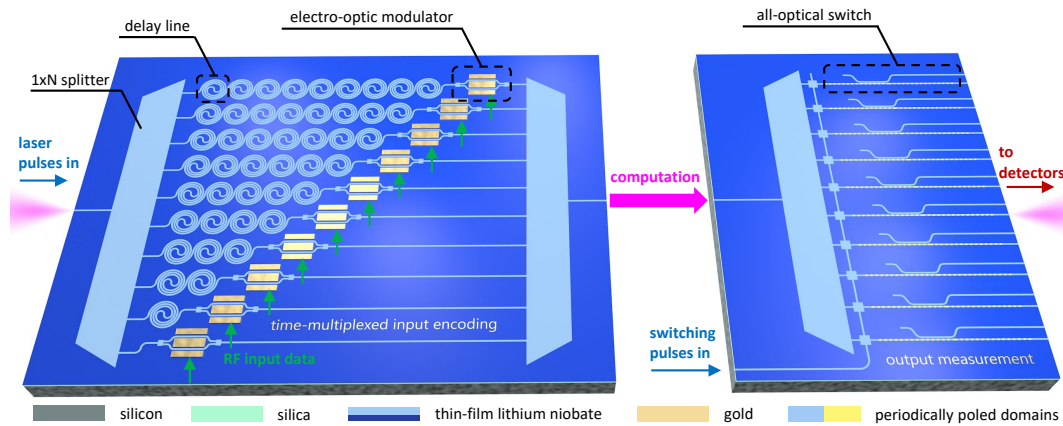 delay line
electro-optic modulator
all-optical switch
1xN splitter
laser
pulses in
computation
to
detectors
time-multiplexed input encoding
RF input data
switching
pulses in
output measurement
silicon
silica
thin-film lithium niobate
gold
periodically poled domains